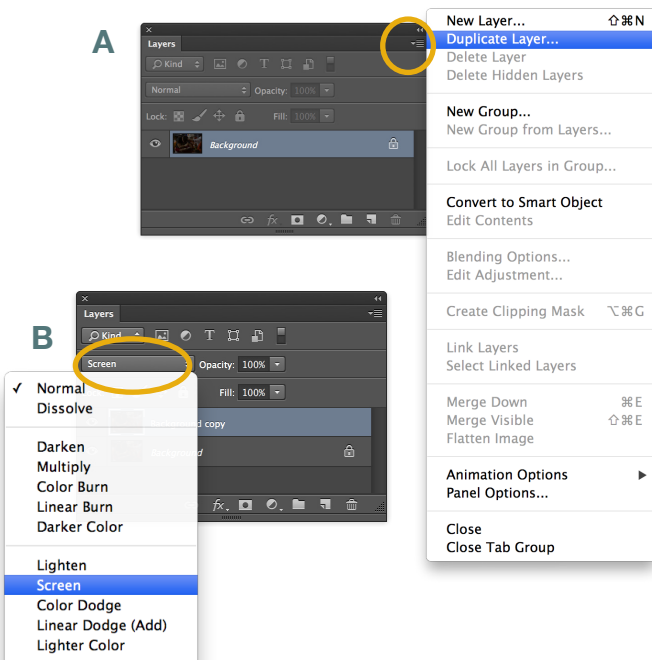 A
Layers
Kind
T
Normal
Opacity: 100%
Lock:
Fill: 100%
Background
fx
New Layer... ⇧⌘N
Duplicate Layer...
Delete Layer
Delete Hidden Layers
New Group...
New Group from Layers...
Lock All Layers in Group...
Convert to Smart Object
Edit Contents
Blending Options...
Edit Adjustment...
Create Clipping Mask ⌥⌘G
Link Layers
Select Linked Layers
Merge Down ⌘E
Merge Visible ⇧⌘E
Flatten Image
Animation Options
Panel Options...
Close
Close Tab Group
B
Layers
Kind
T
Screen
Opacity: 100%
Fill: 100%
copy
Background
fx
✓ Normal
Dissolve
Darken
Multiply
Color Burn
Linear Burn
Darker Color
Lighten
Screen
Color Dodge
Linear Dodge (Add)
Lighter Color